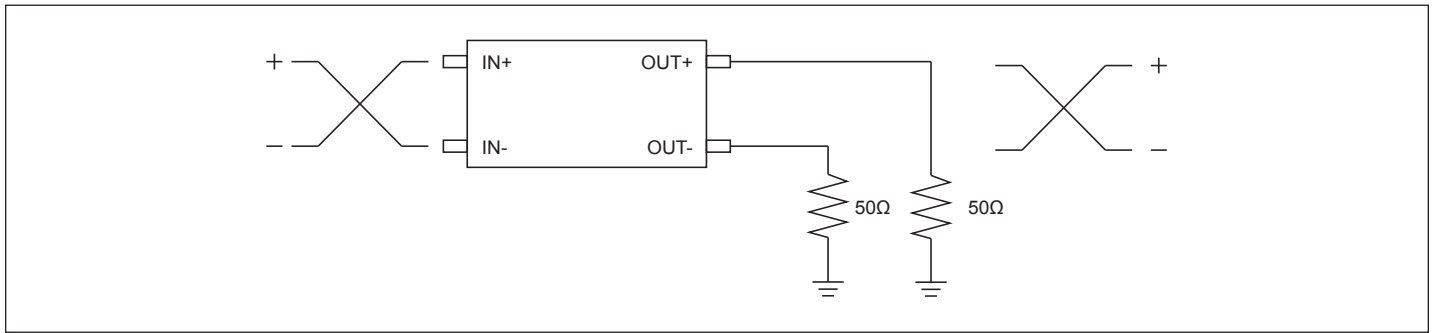 + IN+ OUT+ +
− IN- OUT- −
50Ω 50Ω